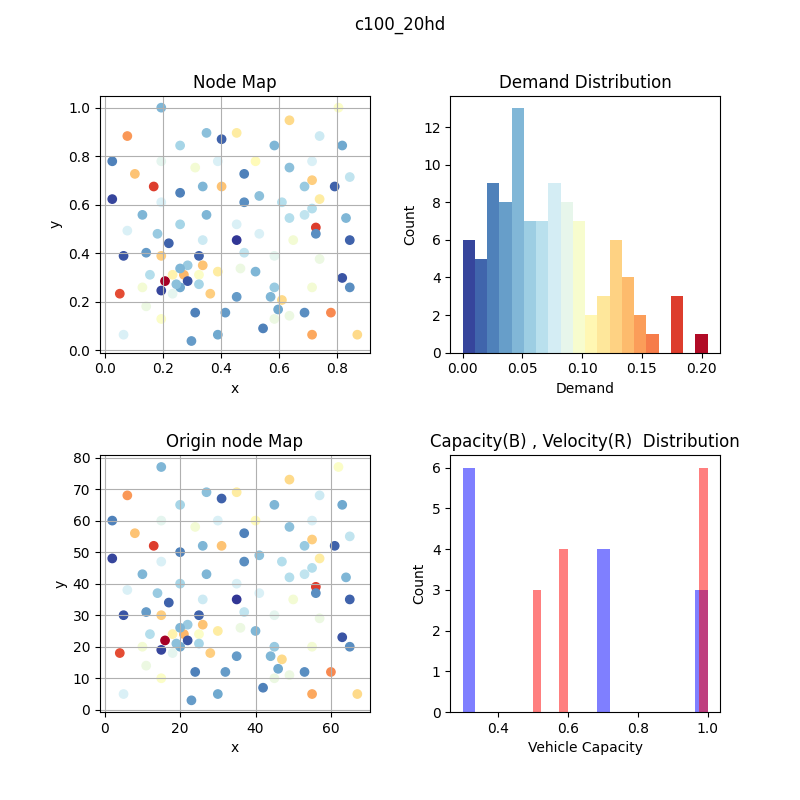 c100_20hd
Node Map
1.0
0.8
0.6
0.4
0.2
0.0
y
0.0 0.2 0.4 0.6 0.8
x
Demand Distribution
12
10
8
6
4
2
0
Count
0.00 0.05 0.10 0.15 0.20
Demand
Origin node Map
80
70
60
50
40
30
20
10
0
y
0 20 40 60
x
Capacity(B) , Velocity(R)  Distribution
6
5
4
3
2
1
0
Count
0.4 0.6 0.8 1.0
Vehicle Capacity